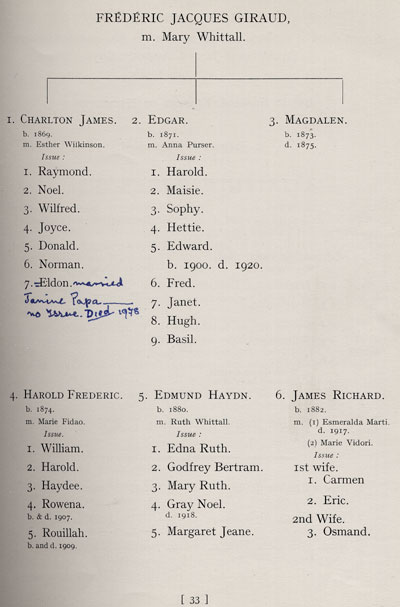 FRÉDÉRIC JACQUES GIRAUD,
m. Mary Whittall.
1. CHARLTON JAMES.
b. 1869.
m. Esther Wilkinson.
Issue :
1. Raymond.
2. Noel.
3. Wilfred.
4. Joyce.
5. Donald.
6. Norman.
7. Eldon. married
Janine Papa
no Issue. Died 1978
2. EDGAR.
b. 1871.
m. Anna Purser.
Issue :
1. Harold.
2. Maisie.
3. Sophy.
4. Hettie.
5. Edward.
b. 1900. d. 1920.
6. Fred.
7. Janet.
8. Hugh.
9. Basil.
3. MAGDALEN.
b. 1873.
d. 1875.
4. HAROLD FREDERIC.
b. 1874.
m. Marie Fidao.
Issue.
1. William.
2. Harold.
3. Haydee.
4. Rowena.
b. & d. 1907.
5. Rouillah.
b. and d. 1909.
5. EDMUND HAYDN.
b. 1880.
m. Ruth Whittall.
Issue :
1. Edna Ruth.
2. Godfrey Bertram.
3. Mary Ruth.
4. Gray Noel.
d. 1918.
5. Margaret Jeane.
6. JAMES RICHARD.
b. 1882.
m. (1) Esmeralda Marti.
d. 1917.
(2) Marie Vidori.
Issue :
1st wife.
1. Carmen
2. Eric.
2nd Wife.
3. Osmand.
[ 33 ]